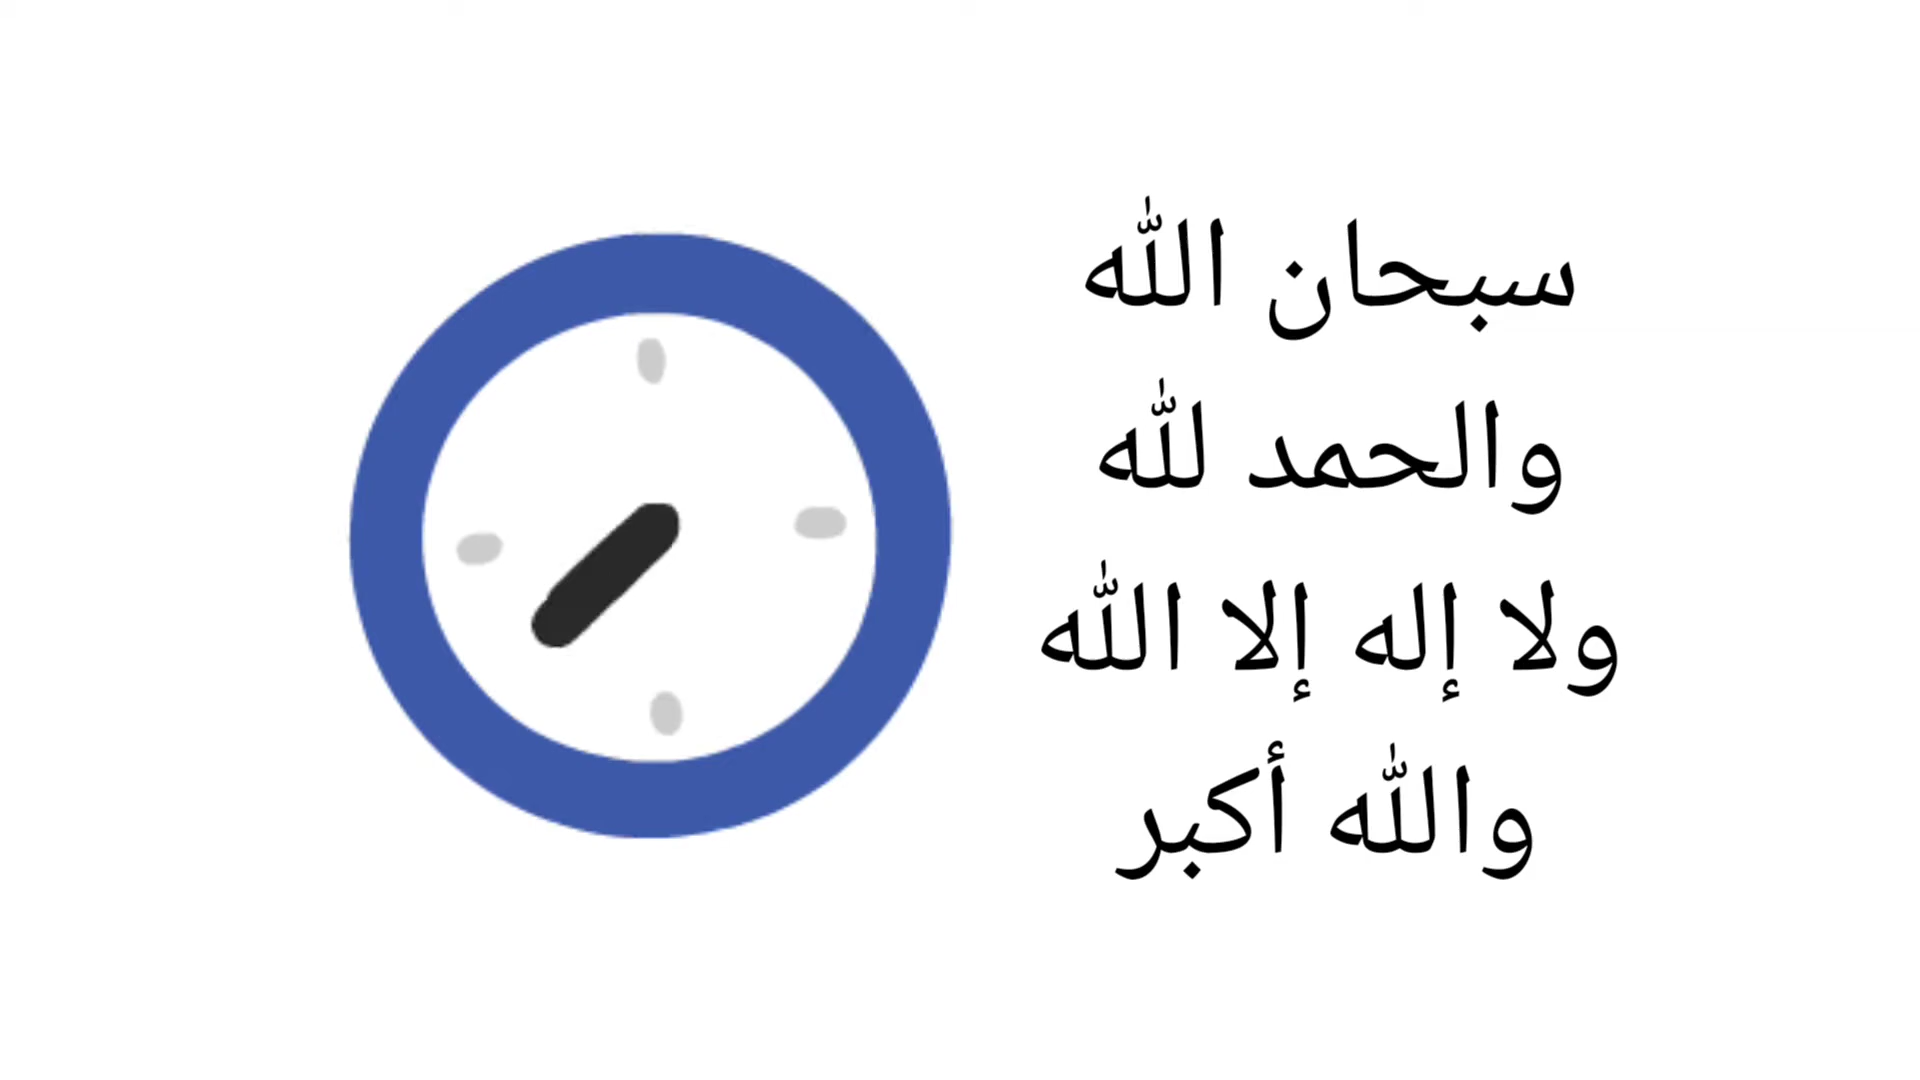 سبحان الله
والحمد لله
ولا إله إلا الله
والله أكبر